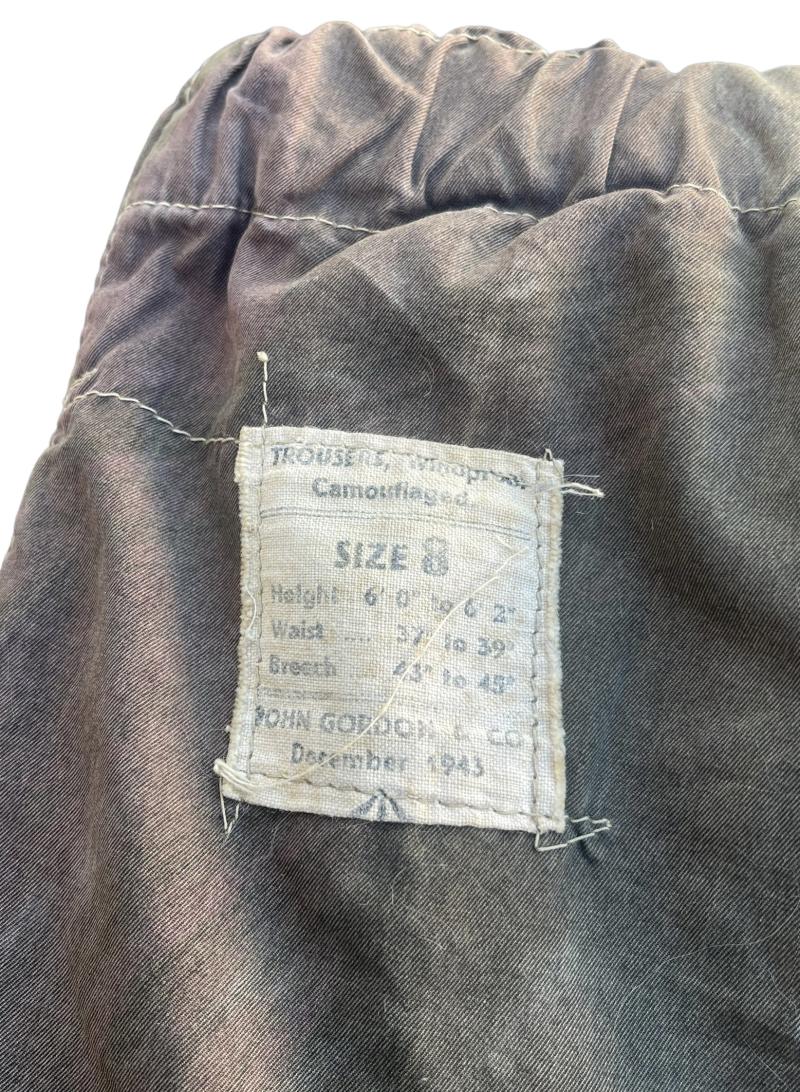 TROUSERS, Windproof
Camouflaged.
SIZE 8
Height 6' 0" to 6' 2"
Waist .... 37" to 39"
Breech 43" to 45"
JOHN GORDON & CO
December 1943